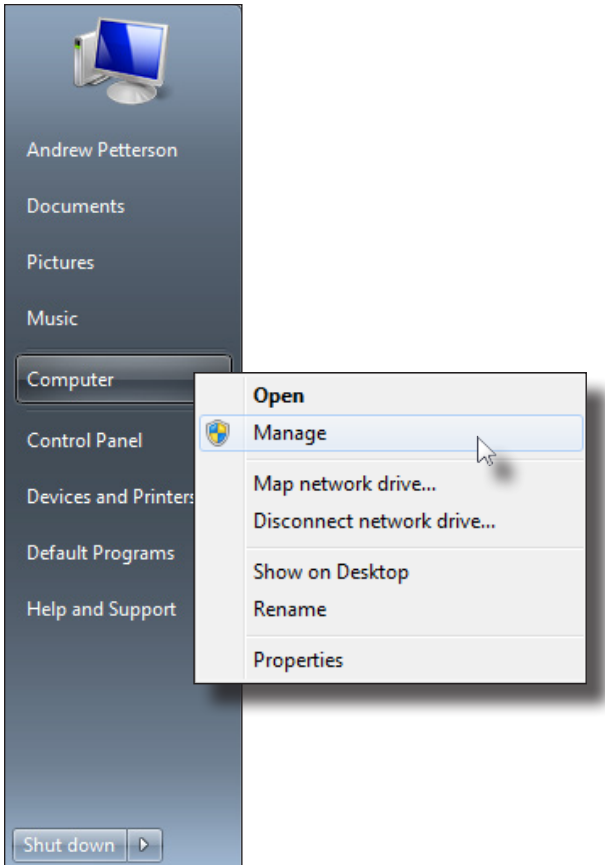 Andrew Petterson
Documents
Pictures
Music
Computer
Control Panel
Devices and Printers
Default Programs
Help and Support
Shut down
Open
Manage
Map network drive...
Disconnect network drive...
Show on Desktop
Rename
Properties